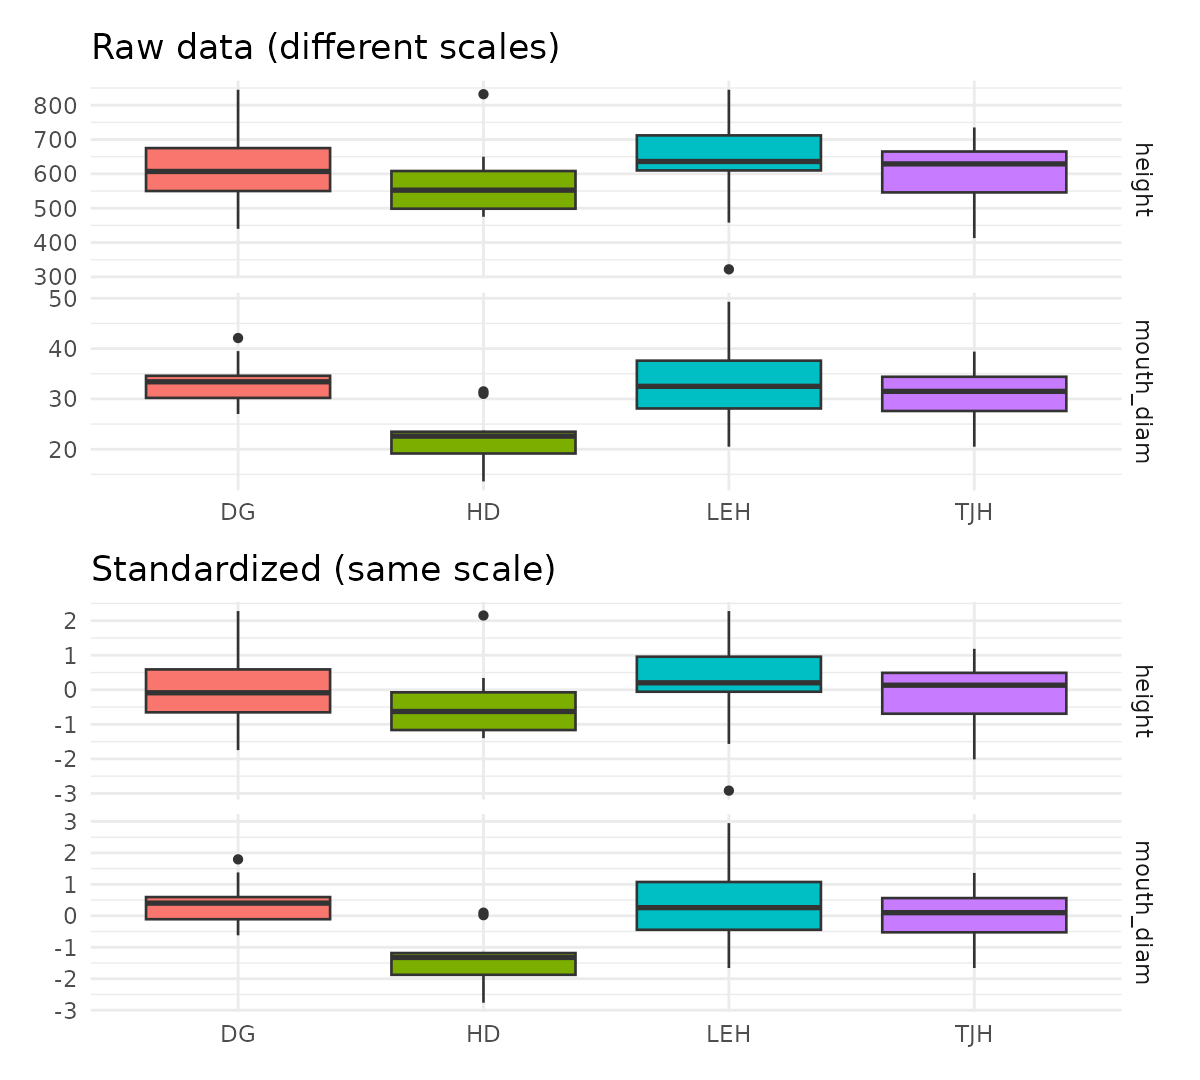 Raw data (different scales)
800
700
600
500
400
300
height
50
40
30
20
mouth_diam
DG HD LEH TJH
Standardized (same scale)
2
1
0
-1
-2
-3
height
3
2
1
0
-1
-2
-3
mouth_diam
DG HD LEH TJH